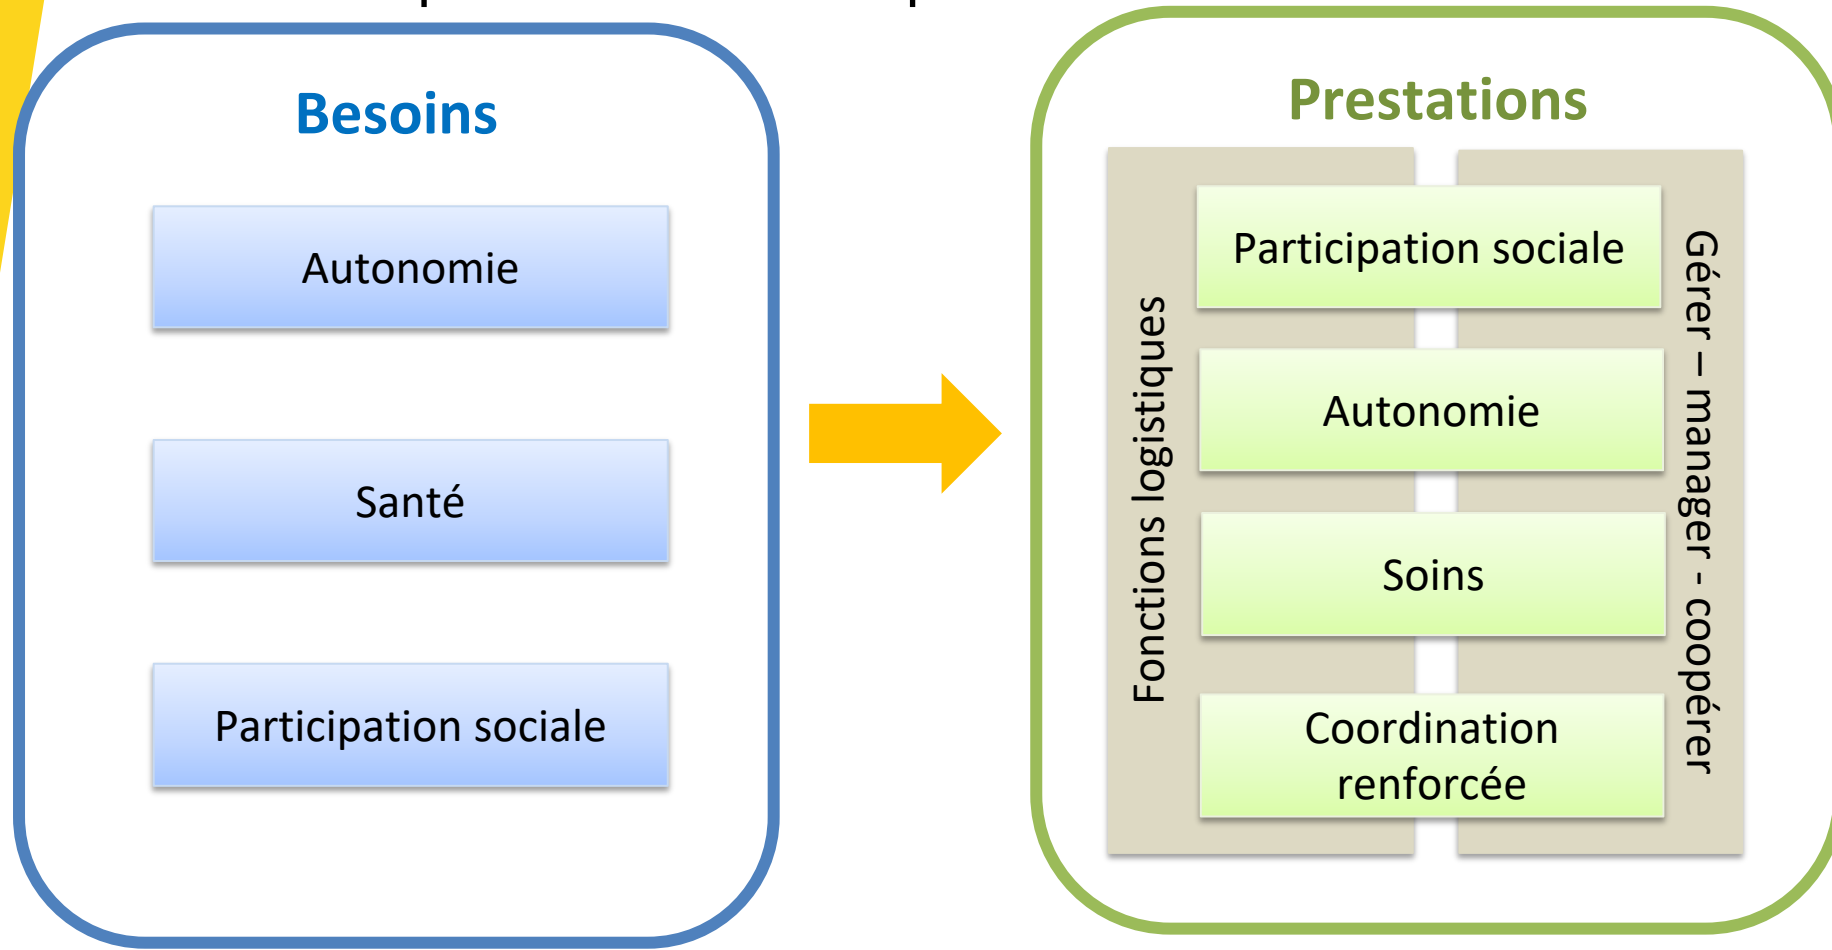 Besoins
Autonomie
Santé
Participation sociale
Prestations
Fonctions logistiques
Participation sociale
Autonomie
Soins
Coordination
renforcée
Gérer – manager - coopérer